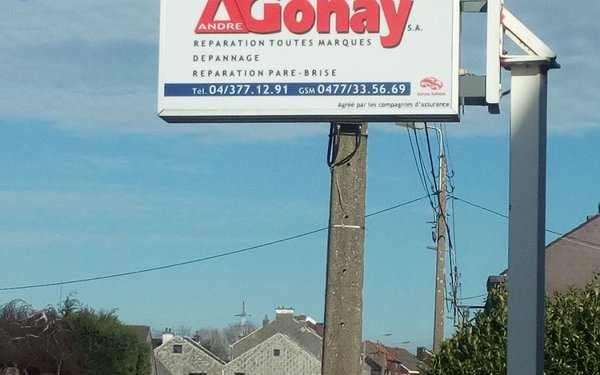 ANDRE Gonay S.A.
REPARATION TOUTES MARQUES
DEPANNAGE
REPARATION PARE-BRISE
Tél. 04/377.12.91 GSM 0477/33.56.69
Agréé par les compagnies d'assurance